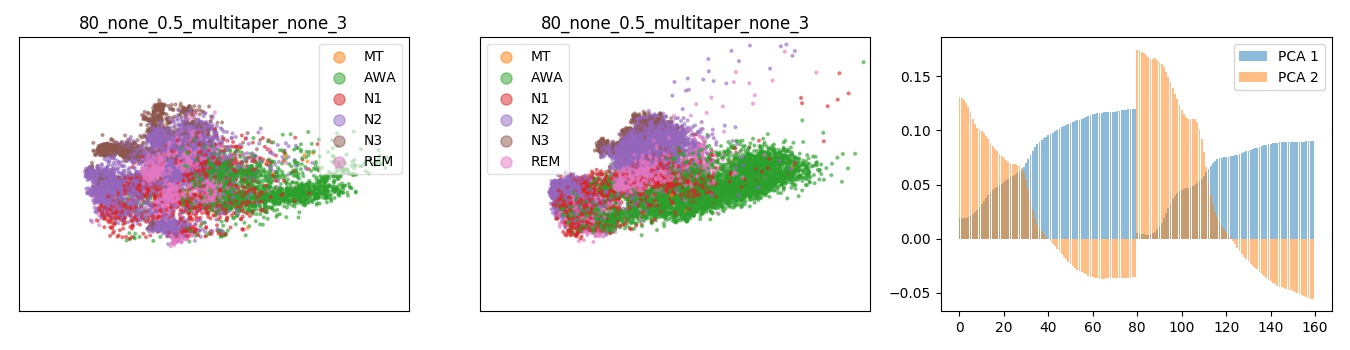 80_none_0.5_multitaper_none_3
MT
AWA
N1
N2
N3
REM
80_none_0.5_multitaper_none_3
MT
AWA
N1
N2
N3
REM
PCA 1
PCA 2
0.15
0.10
0.05
0.00
−0.05
0 20 40 60 80 100 120 140 160